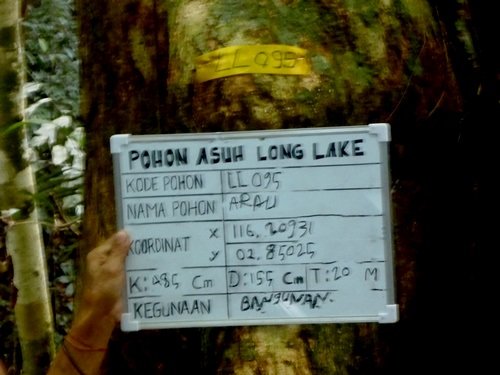 LL 095
POHON ASUH LONG LAKE
KODE POHON LL 095
NAMA POHON ARAU
KOORDINAT X 116.20931
Y 02.85025
K: 485 Cm D: 155 Cm T: 20 M
KEGUNAAN BANGUNAN.